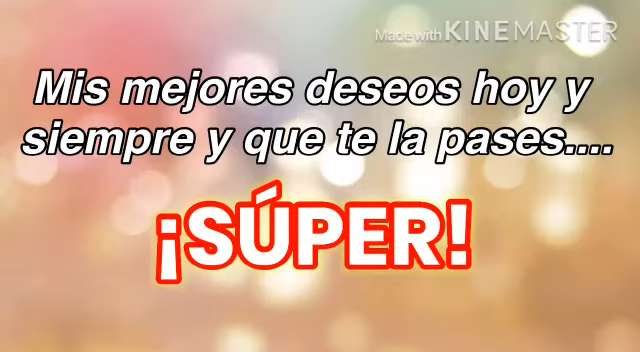 Made with KINEMASTER
Mis mejores deseos hoy y
siempre y que te la pases....
¡SÚPER!